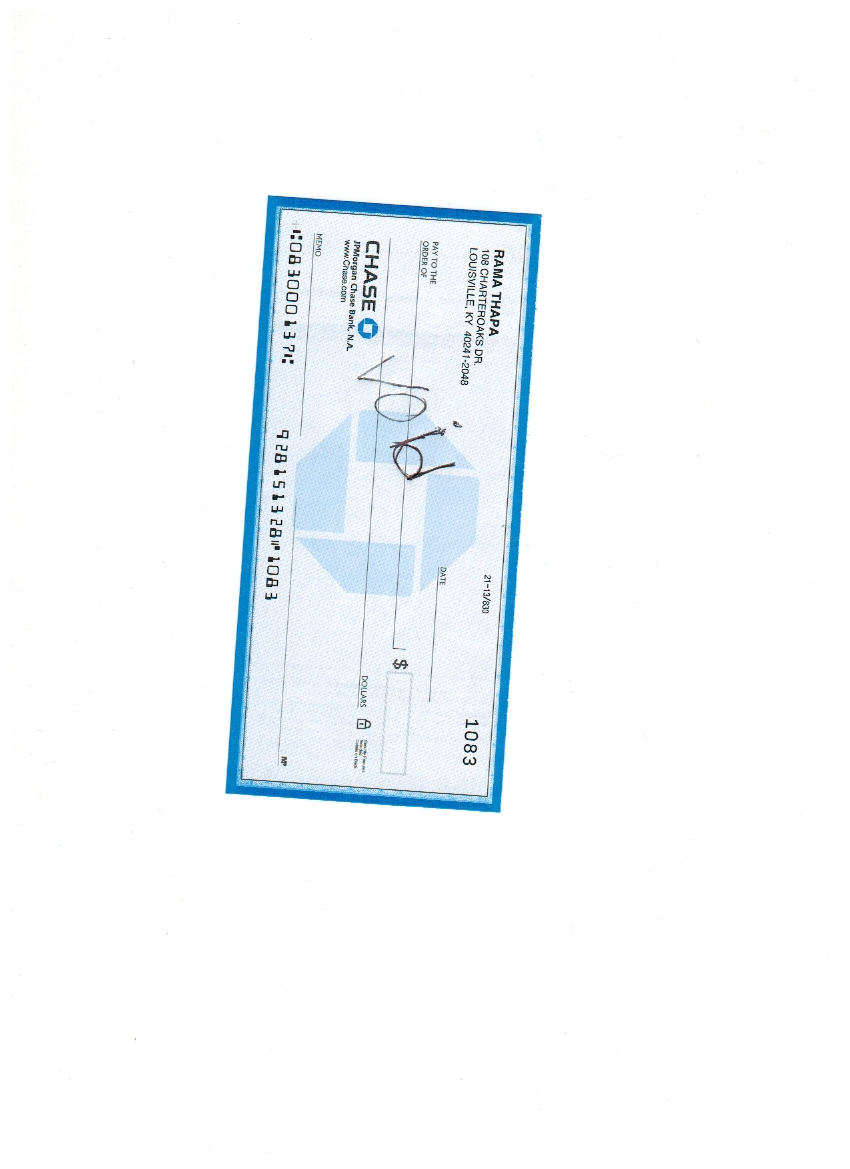 RAMA THAPA
108 CHARTEROAKS DR.
LOUISVILLE, KY 40241-2048
21-13/830
1083
DATE
PAY TO THE
ORDER OF
$
void
DOLLARS
CHASE
JPMorgan Chase Bank, N.A.
www.Chase.com
MEMO
MP
⑆083000137⑆ 928151328⑈1083